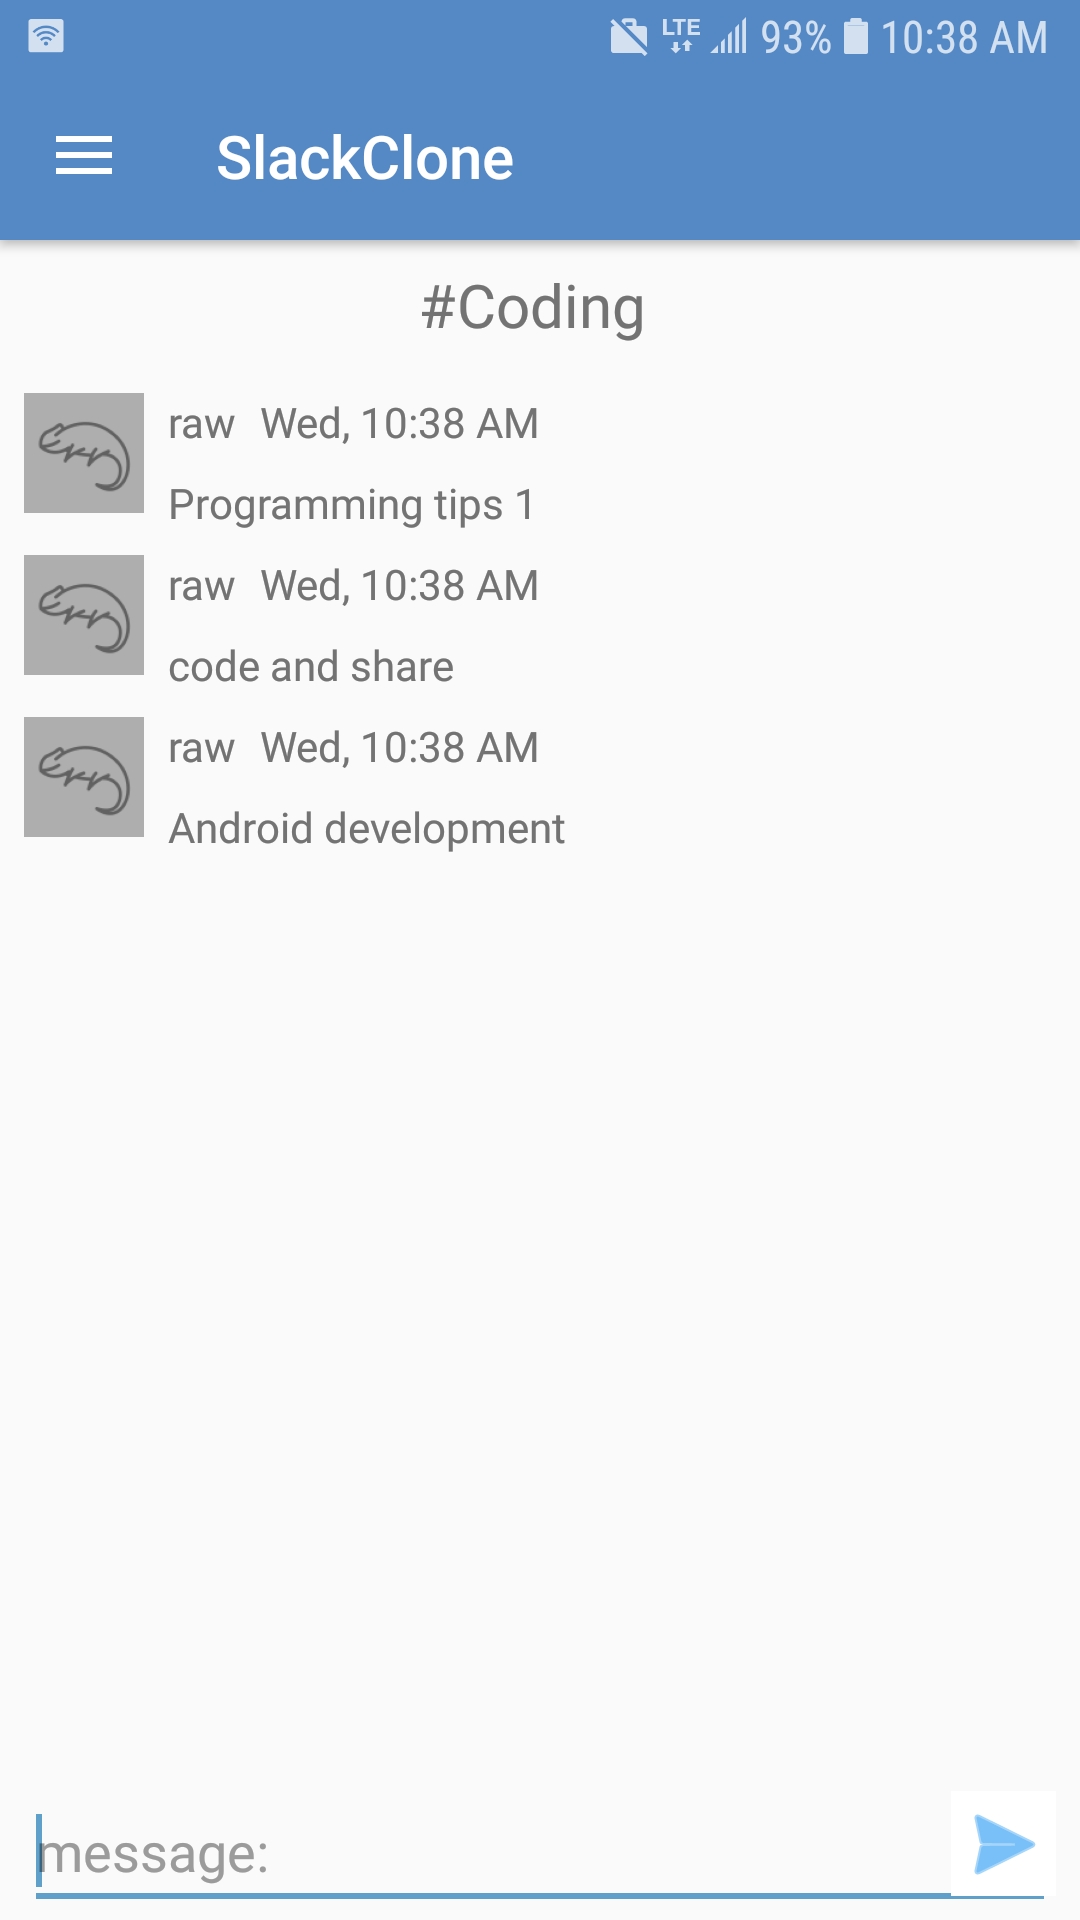 LTE 93% 10:38 AM
SlackClone
#Coding
raw Wed, 10:38 AM
Programming tips 1
raw Wed, 10:38 AM
code and share
raw Wed, 10:38 AM
Android development
message: